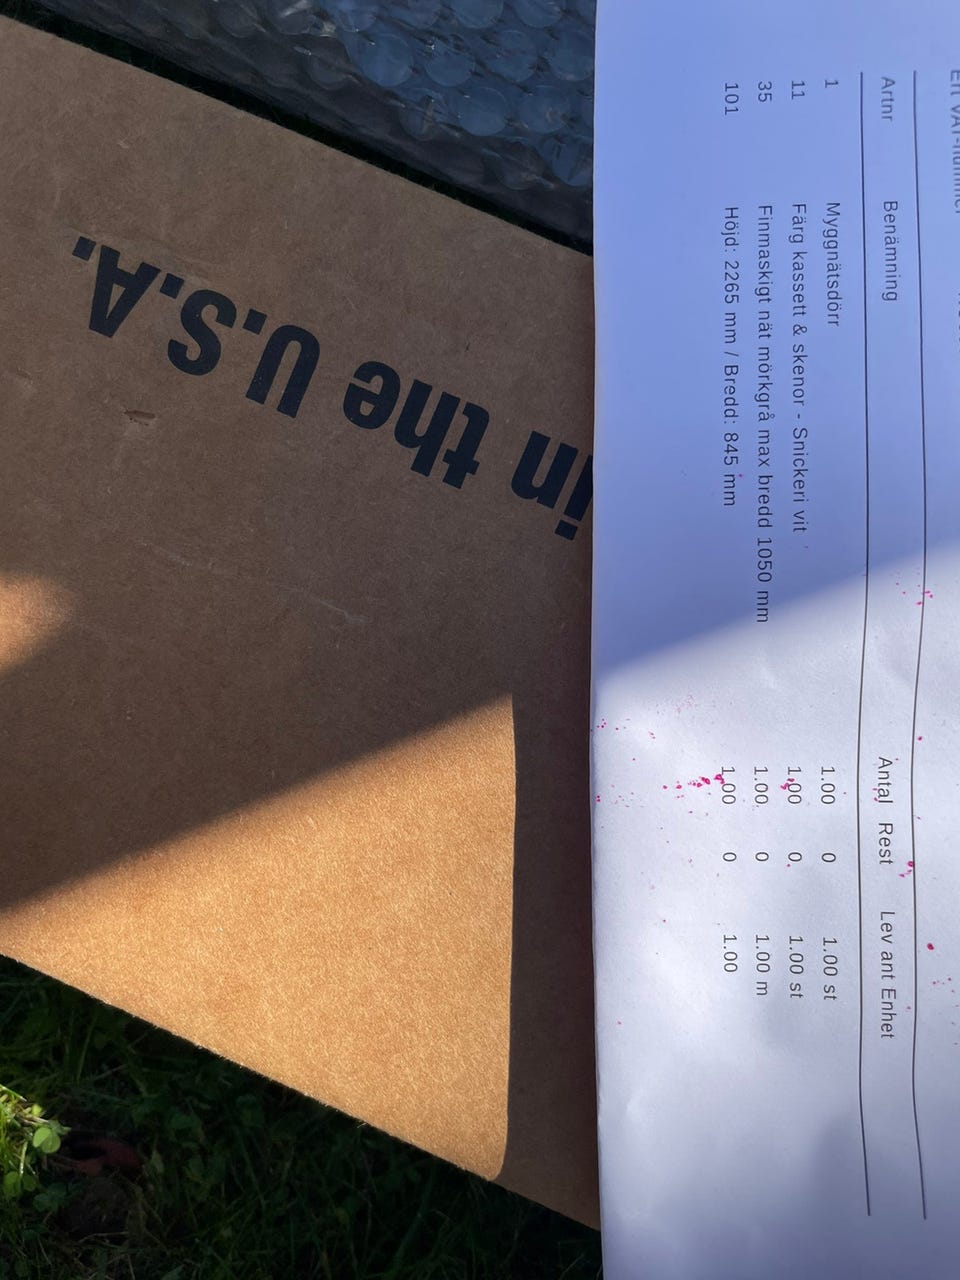 Artnr Benämning Antal Rest Lev ant Enhet
1 Myggnätsdörr 1.00 0 1.00 st
11 Färg kassett & skenor - Snickeri vit 1.00 0 1.00 st
35 Finmaskigt nät mörkgrå max bredd 1050 mm 1.00 0 1.00 m
101 Höjd: 2265 mm / Bredd: 845 mm 1.00 0 1.00
in the U.S.A.